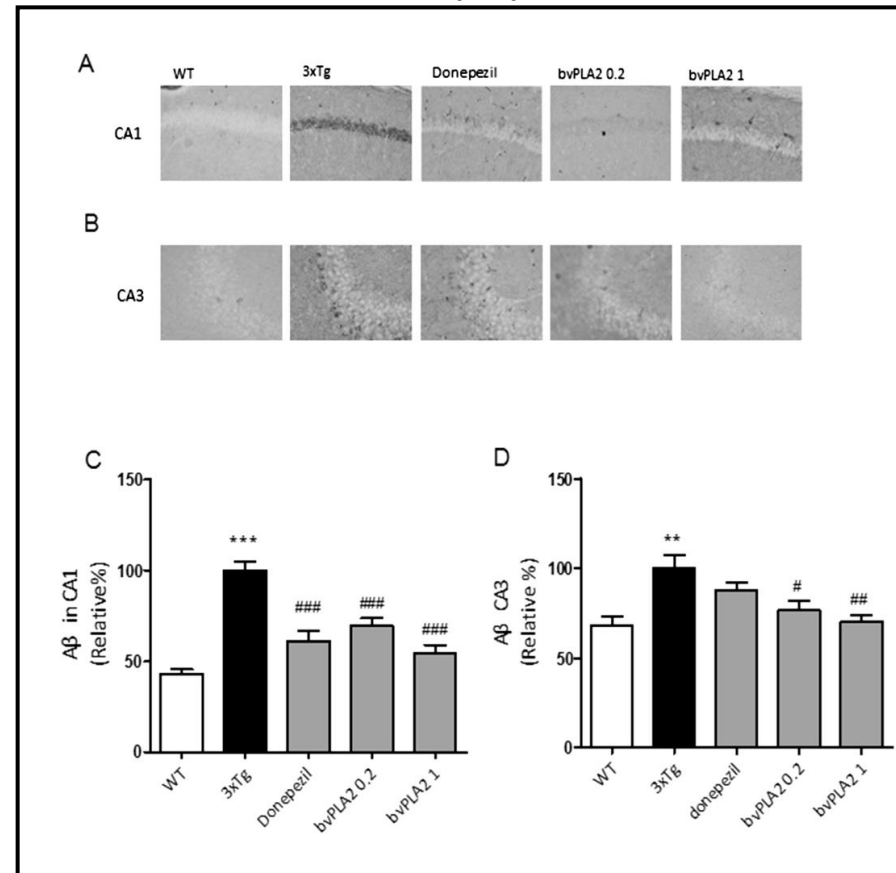 A
WT 3xTg Donepezil bvPLA2 0.2 bvPLA2 1
CA1
B
CA3
C
Aβ in CA1
(Relative%)
150
100
50
0
***
###
###
###
WT 3xTg Donepezil bvPLA2 0.2 bvPLA2 1
D
Aβ CA3
(Relative %)
150
100
50
0
**
#
##
WT 3xTg donepezil bvPLA2 0.2 bvPLA2 1